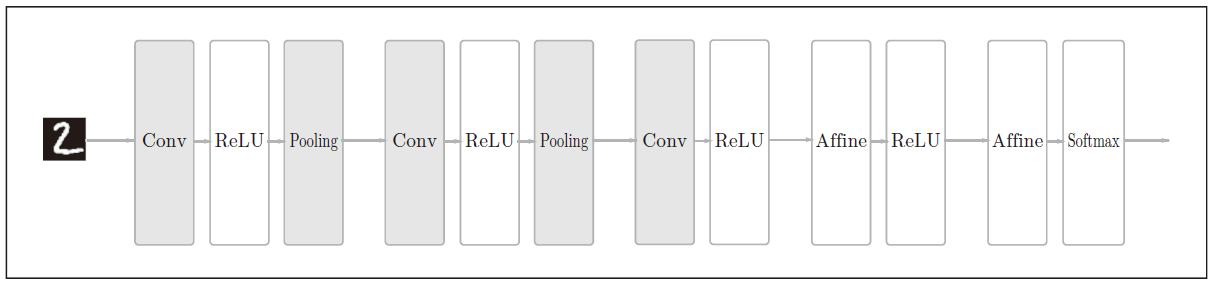 2 Conv ReLU Pooling Conv ReLU Pooling Conv ReLU Affine ReLU Affine Softmax